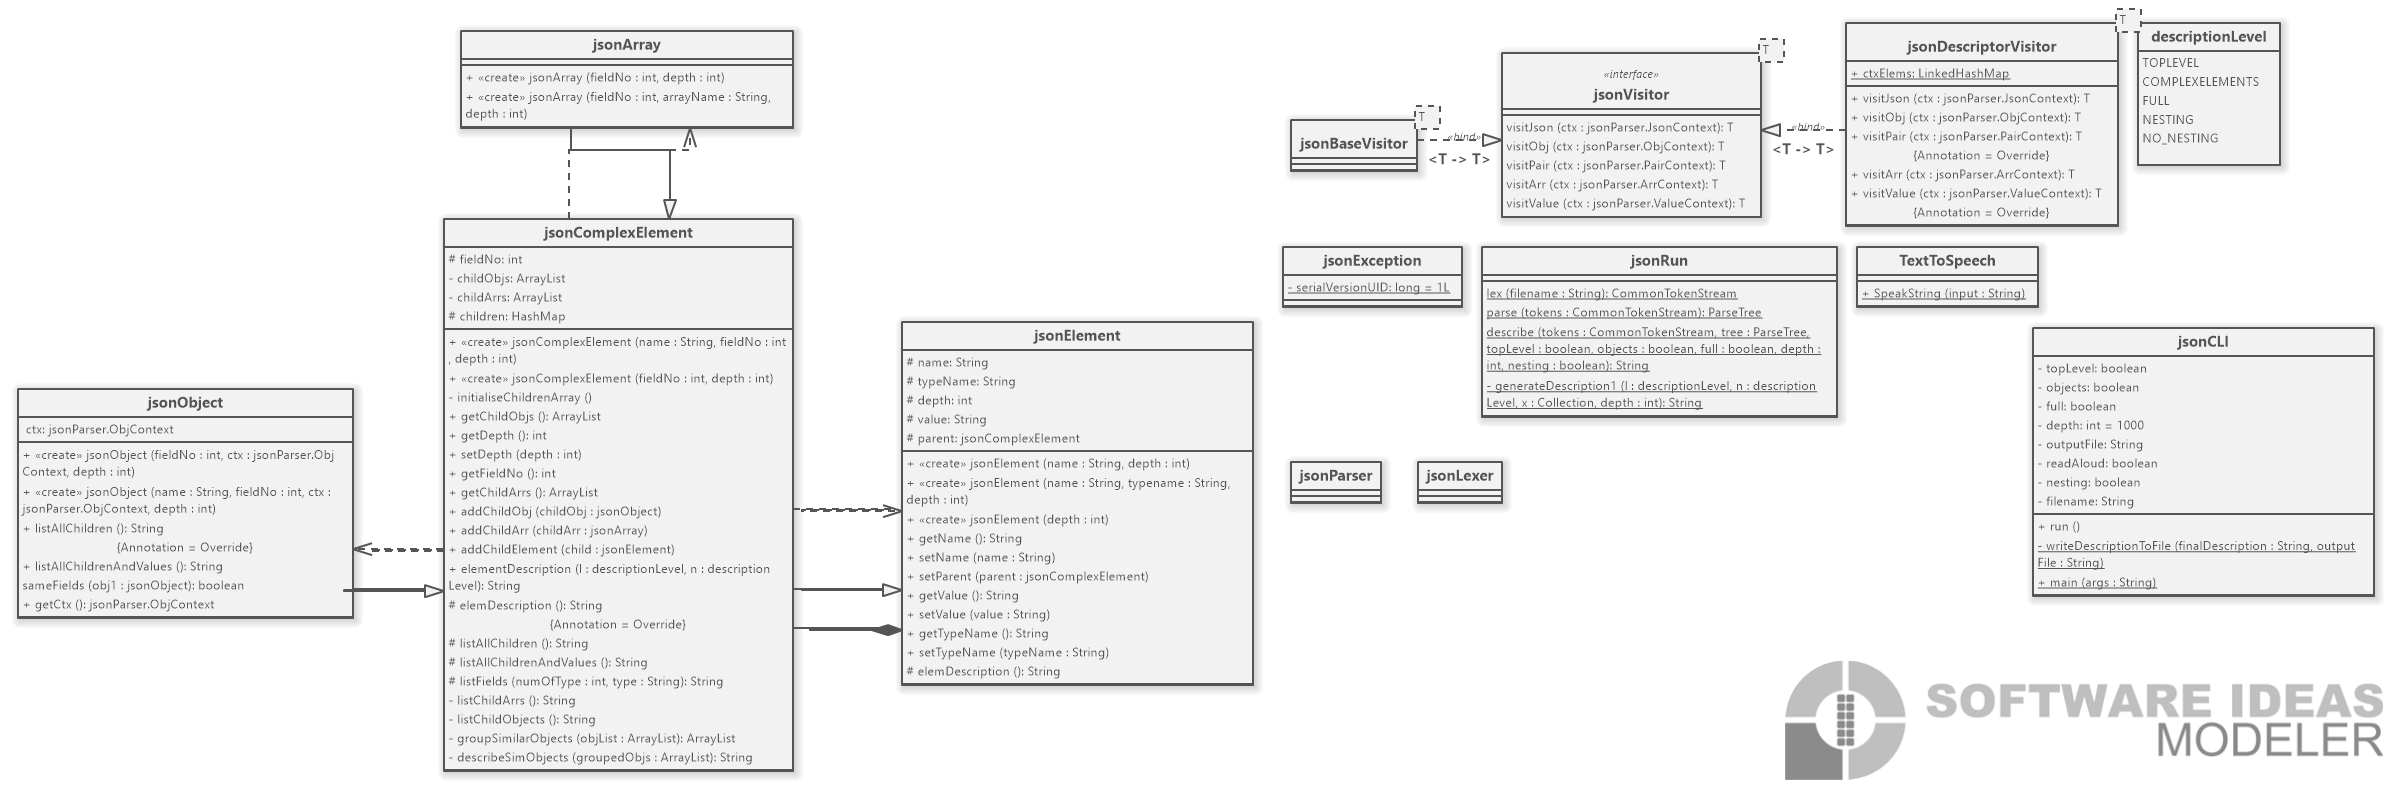 jsonArray
+ «create» jsonArray (fieldNo : int, depth : int)
+ «create» jsonArray (fieldNo : int, arrayName : String,
depth : int)
jsonComplexElement
# fieldNo: int
- childObjs: ArrayList
- childArrs: ArrayList
# children: HashMap
+ «create» jsonComplexElement (name : String, fieldNo : int
, depth : int)
+ «create» jsonComplexElement (fieldNo : int, depth : int)
- initialiseChildrenArray ()
+ getChildObjs (): ArrayList
+ getDepth (): int
+ setDepth (depth : int)
+ getFieldNo (): int
+ getChildArrs (): ArrayList
+ addChildObj (childObj : jsonObject)
+ addChildArr (childArr : jsonArray)
+ addChildElement (child : jsonElement)
+ elementDescription (l : descriptionLevel, n : description
Level): String
# elemDescription (): String
{Annotation = Override}
# listAllChildren (): String
# listAllChildrenAndValues (): String
# listFields (numOfType : int, type : String): String
- listChildArrs (): String
- listChildObjects (): String
- groupSimilarObjects (objList : ArrayList): ArrayList
- describeSimObjects (groupedObjs : ArrayList): String
jsonObject
ctx: jsonParser.ObjContext
+ «create» jsonObject (fieldNo : int, ctx : jsonParser.Obj
Context, depth : int)
+ «create» jsonObject (name : String, fieldNo : int, ctx :
jsonParser.ObjContext, depth : int)
+ listAllChildren (): String
{Annotation = Override}
+ listAllChildrenAndValues (): String
sameFields (obj1 : jsonObject): boolean
+ getCtx (): jsonParser.ObjContext
jsonElement
# name: String
# typeName: String
# depth: int
# value: String
# parent: jsonComplexElement
+ «create» jsonElement (name : String, depth : int)
+ «create» jsonElement (name : String, typename : String,
depth : int)
+ «create» jsonElement (depth : int)
+ getName (): String
+ setName (name : String)
+ setParent (parent : jsonComplexElement)
+ getValue (): String
+ setValue (value : String)
+ getTypeName (): String
+ setTypeName (typeName : String)
# elemDescription (): String
T
jsonBaseVisitor
«bind»
<T -> T>
T
«interface»
jsonVisitor
visitJson (ctx : jsonParser.JsonContext): T
visitObj (ctx : jsonParser.ObjContext): T
visitPair (ctx : jsonParser.PairContext): T
visitArr (ctx : jsonParser.ArrContext): T
visitValue (ctx : jsonParser.ValueContext): T
«bind»
<T -> T>
T
jsonDescriptorVisitor
+ ctxElems: LinkedHashMap
+ visitJson (ctx : jsonParser.JsonContext): T
+ visitObj (ctx : jsonParser.ObjContext): T
+ visitPair (ctx : jsonParser.PairContext): T
{Annotation = Override}
+ visitArr (ctx : jsonParser.ArrContext): T
+ visitValue (ctx : jsonParser.ValueContext): T
{Annotation = Override}
descriptionLevel
TOPLEVEL
COMPLEXELEMENTS
FULL
NESTING
NO_NESTING
jsonException
- serialVersionUID: long = 1L
jsonRun
lex (filename : String): CommonTokenStream
parse (tokens : CommonTokenStream): ParseTree
describe (tokens : CommonTokenStream, tree : ParseTree,
topLevel : boolean, objects : boolean, full : boolean, depth :
int, nesting : boolean): String
- generateDescription1 (l : descriptionLevel, n : description
Level, x : Collection, depth : int): String
TextToSpeech
+ SpeakString (input : String)
jsonCLI
- topLevel: boolean
- objects: boolean
- full: boolean
- depth: int = 1000
- outputFile: String
- readAloud: boolean
- nesting: boolean
- filename: String
+ run ()
- writeDescriptionToFile (finalDescription : String, output
File : String)
+ main (args : String)
jsonParser
jsonLexer
SOFTWARE IDEAS
MODELER